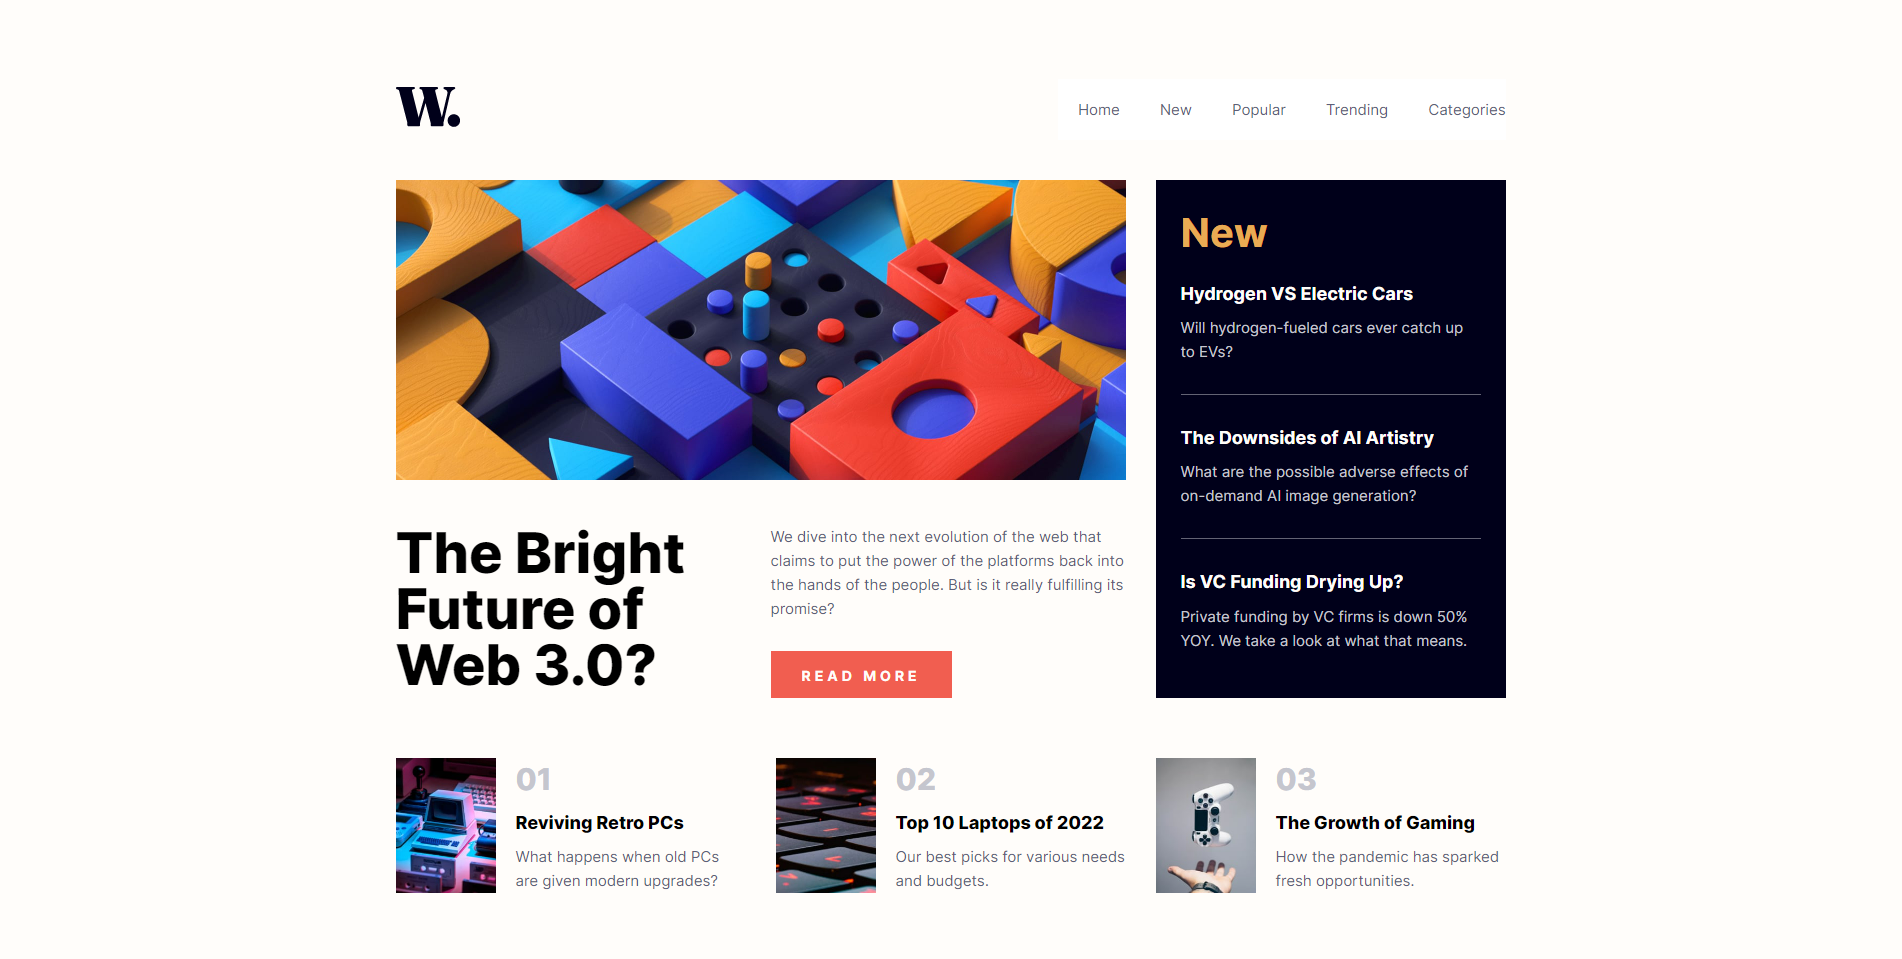 W.
Home New Popular Trending Categories
The Bright
Future of
Web 3.0?
We dive into the next evolution of the web that
claims to put the power of the platforms back into
the hands of the people. But is it really fulfilling its
promise?
READ MORE
New
Hydrogen VS Electric Cars
Will hydrogen-fueled cars ever catch up
to EVs?
The Downsides of AI Artistry
What are the possible adverse effects of
on-demand AI image generation?
Is VC Funding Drying Up?
Private funding by VC firms is down 50%
YOY. We take a look at what that means.
01
Reviving Retro PCs
What happens when old PCs
are given modern upgrades?
02
Top 10 Laptops of 2022
Our best picks for various needs
and budgets.
03
The Growth of Gaming
How the pandemic has sparked
fresh opportunities.